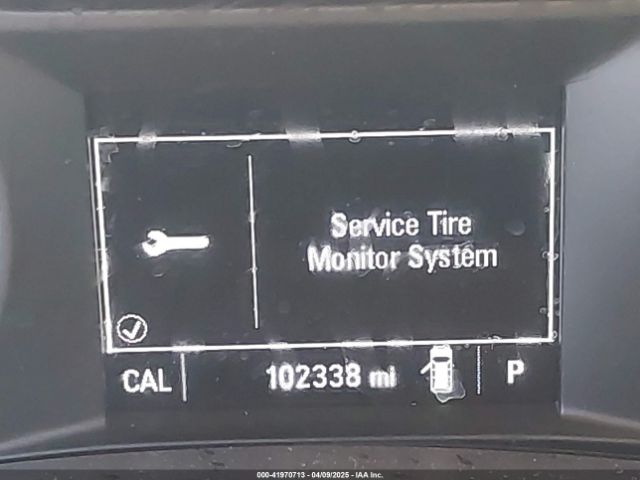 Service Tire
Monitor System
CAL
102338 mi
P
000-41970713 - 04/09/2025 - IAA Inc.